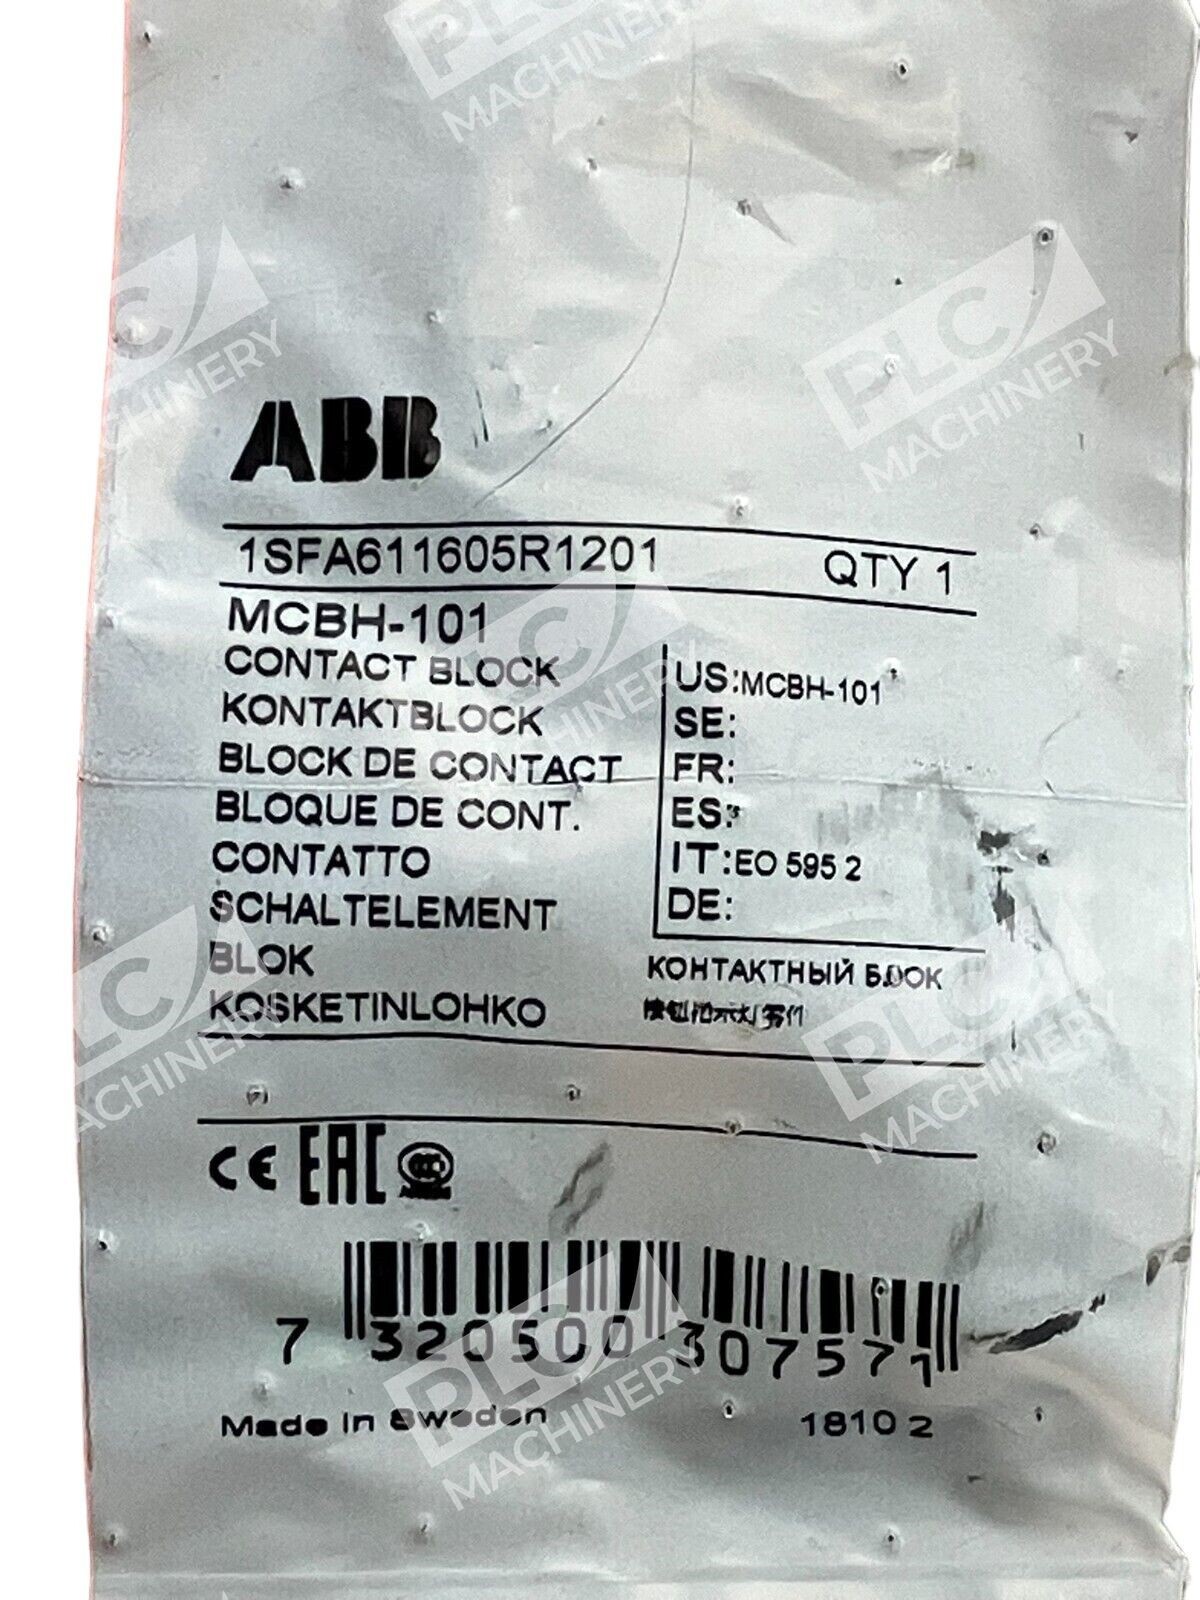 ABB
1SFA611605R1201 QTY 1
MCBH-101
CONTACT BLOCK
KONTAKTBLOCK
BLOCK DE CONTACT
BLOQUE DE CONT.
CONTATTO
SCHALTELEMENT
BLOK
KOSKETINLOHKO
US:MCBH-101
SE:
FR:
ES:
IT:EO 595 2
DE:
КОНТАКТНЫЙ БЛОК
CE EAC CCC
7 320500 307571
Made in Sweden 1810 2
PLC MACHINERY